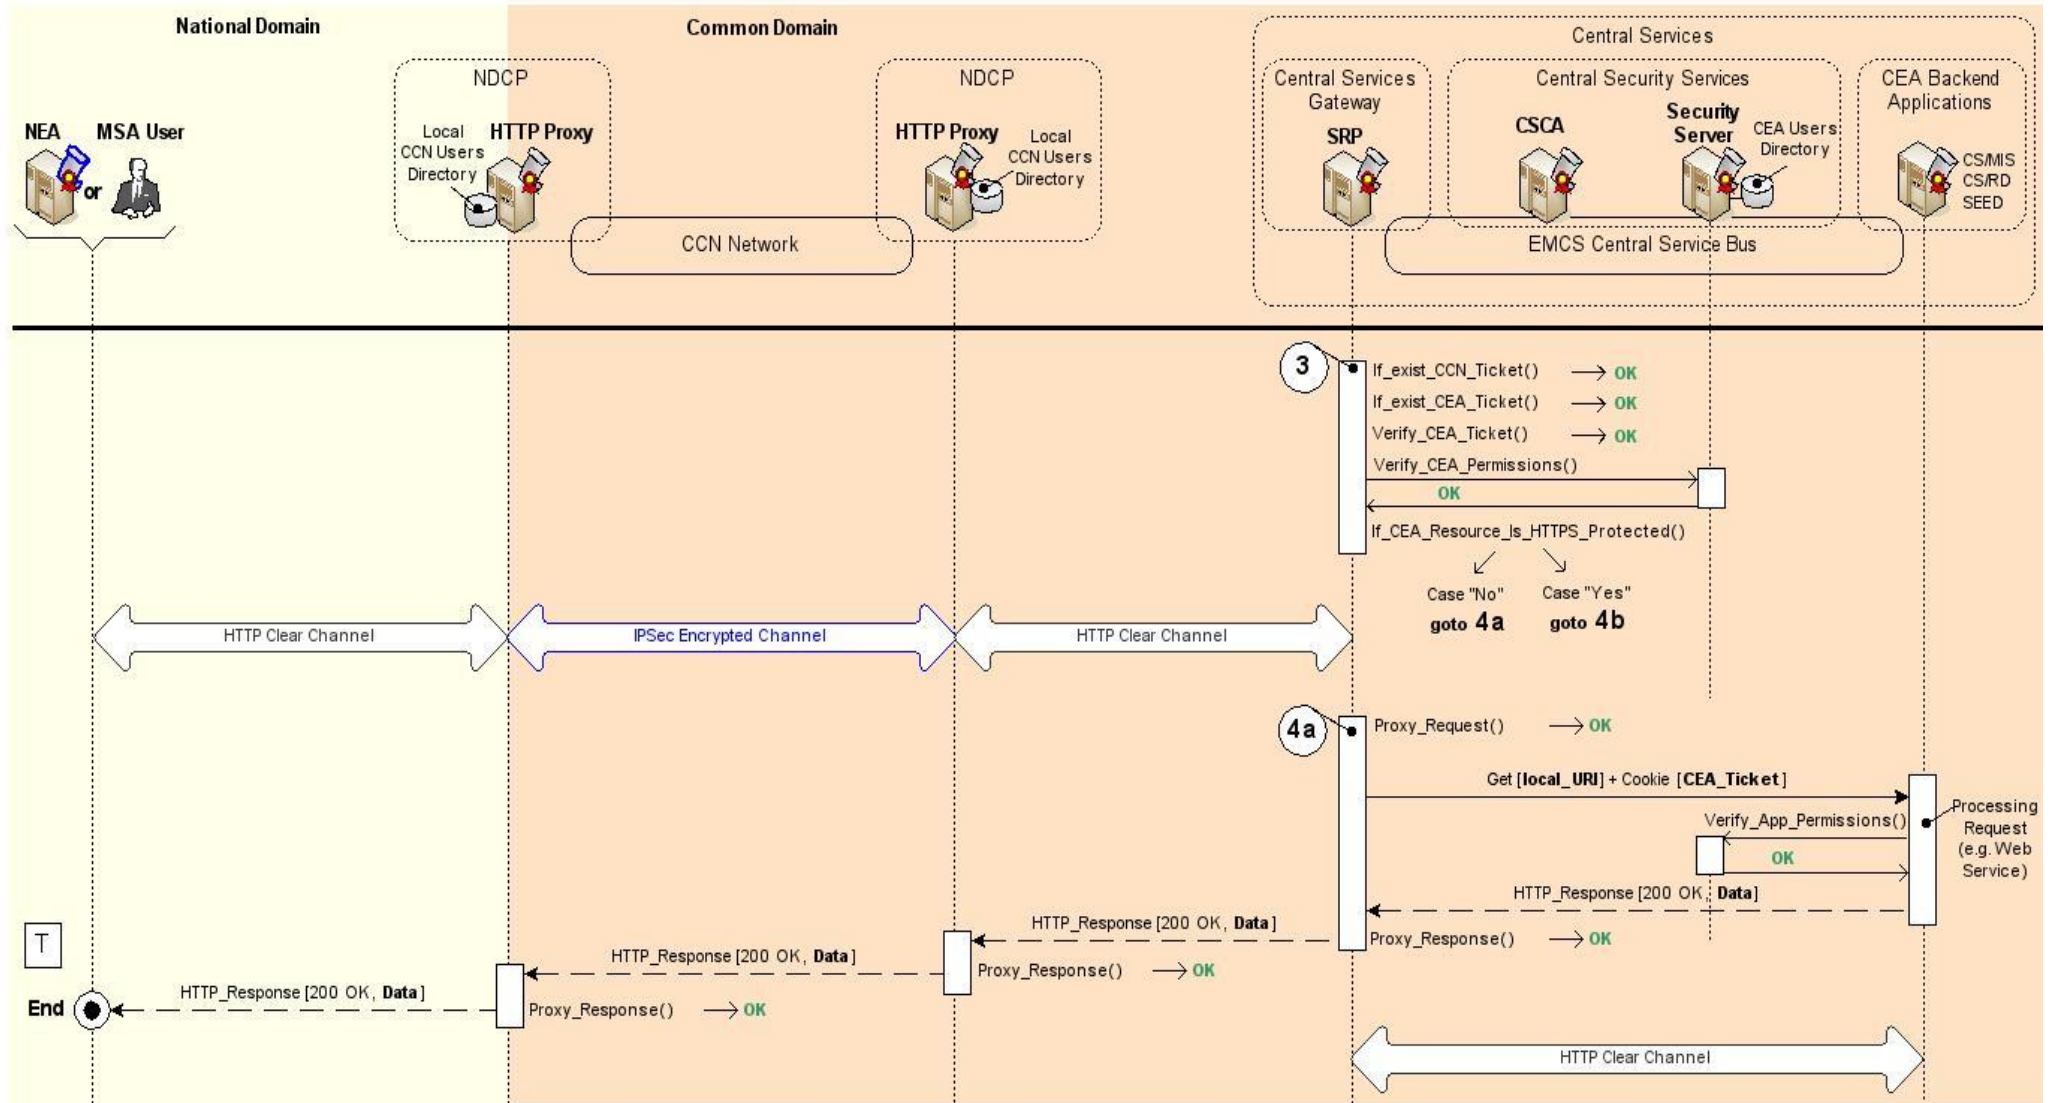 National Domain
Common Domain
Central Services
NDCP
NDCP
Central Services
Gateway
Central Security Services
CEA Backend
Applications
NEA
MSA User
or
Local
CCN Users
Directory
HTTP Proxy
HTTP Proxy
Local
CCN Users
Directory
SRP
CSCA
Security
Server
CEA Users
Directory
CS/MIS
CS/RD
SEED
CCN Network
EMCS Central Service Bus
3
If_exist_CCN_Ticket() OK
If_exist_CEA_Ticket() OK
Verify_CEA_Ticket() OK
Verify_CEA_Permissions()
OK
If_CEA_Resource_Is_HTTPS_Protected()
Case "No"
goto 4a
Case "Yes"
goto 4b
HTTP Clear Channel
IPSec Encrypted Channel
HTTP Clear Channel
4a
Proxy_Request() OK
Get [local_URI] + Cookie [CEA_Ticket]
Processing
Request
(e.g. Web
Service)
Verify_App_Permissions()
OK
HTTP_Response [200 OK, Data]
Proxy_Response() OK
HTTP_Response [200 OK, Data]
Proxy_Response() OK
HTTP_Response [200 OK, Data]
Proxy_Response() OK
T
HTTP_Response [200 OK, Data]
End
HTTP Clear Channel